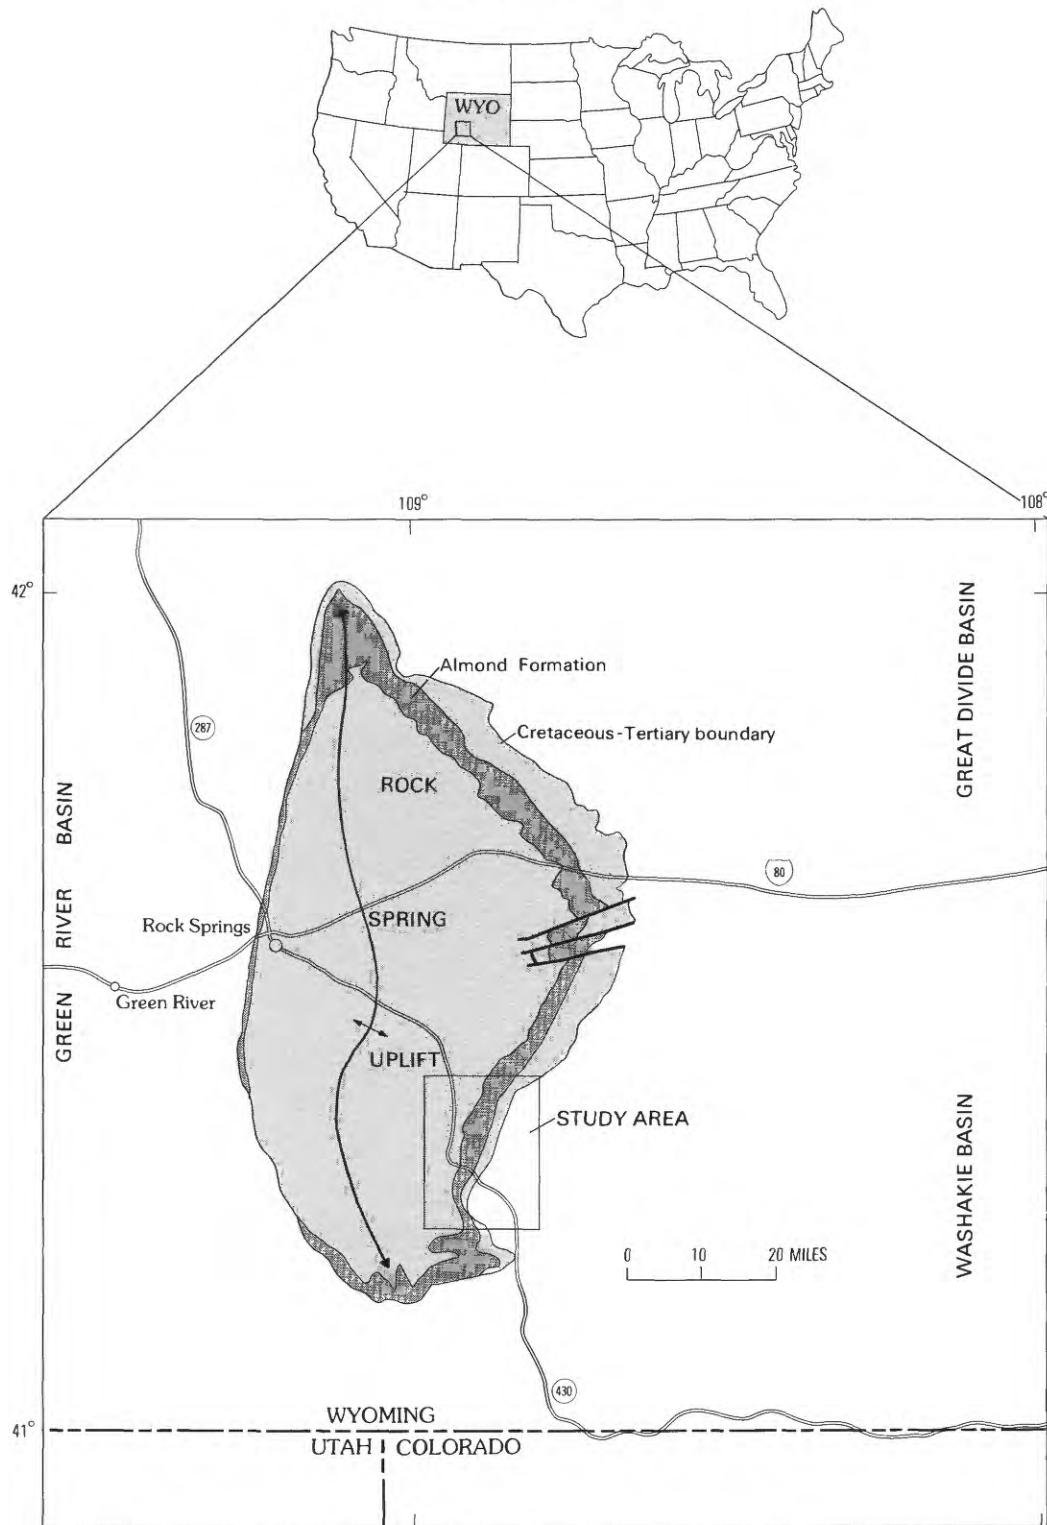 WYO
109°
108°
42°
Almond Formation
Cretaceous-Tertiary boundary
287
ROCK
GREAT DIVIDE BASIN
GREEN RIVER BASIN
80
SPRING
Rock Springs
Green River
UPLIFT
STUDY AREA
WASHAKIE BASIN
0 10 20 MILES
430
41°
WYOMING
UTAH COLORADO